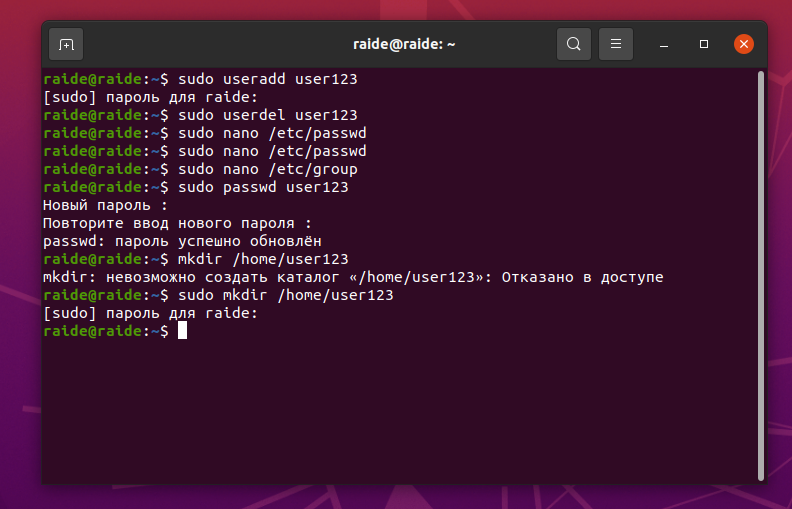 raide@raide: ~
raide@raide:~$ sudo useradd user123
[sudo] пароль для raide:
raide@raide:~$ sudo userdel user123
raide@raide:~$ sudo nano /etc/passwd
raide@raide:~$ sudo nano /etc/passwd
raide@raide:~$ sudo nano /etc/group
raide@raide:~$ sudo passwd user123
Новый пароль :
Повторите ввод нового пароля :
passwd: пароль успешно обновлён
raide@raide:~$ mkdir /home/user123
mkdir: невозможно создать каталог «/home/user123»: Отказано в доступе
raide@raide:~$ sudo mkdir /home/user123
[sudo] пароль для raide:
raide@raide:~$